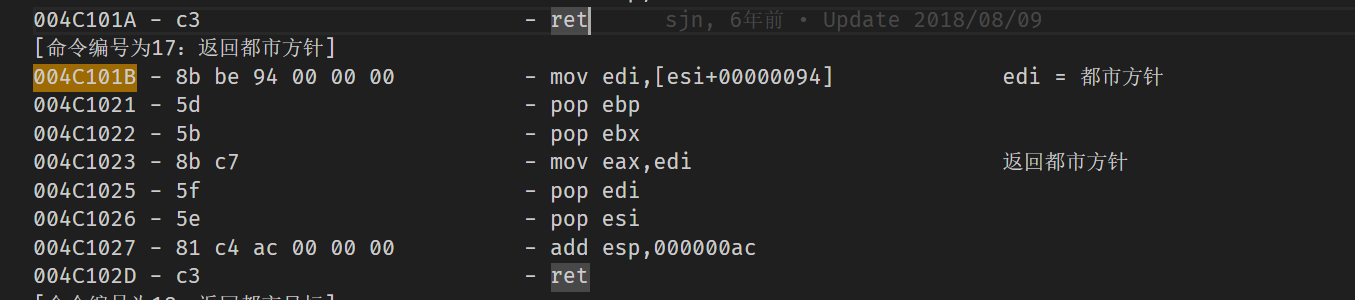 004C101A - c3 - ret sjn, 6年前 • Update 2018/08/09
[命令编号为17：返回都市方针]
004C101B - 8b be 94 00 00 00 - mov edi,[esi+00000094] edi = 都市方针
004C1021 - 5d - pop ebp
004C1022 - 5b - pop ebx
004C1023 - 8b c7 - mov eax,edi 返回都市方针
004C1025 - 5f - pop edi
004C1026 - 5e - pop esi
004C1027 - 81 c4 ac 00 00 00 - add esp,000000ac
004C102D - c3 - ret